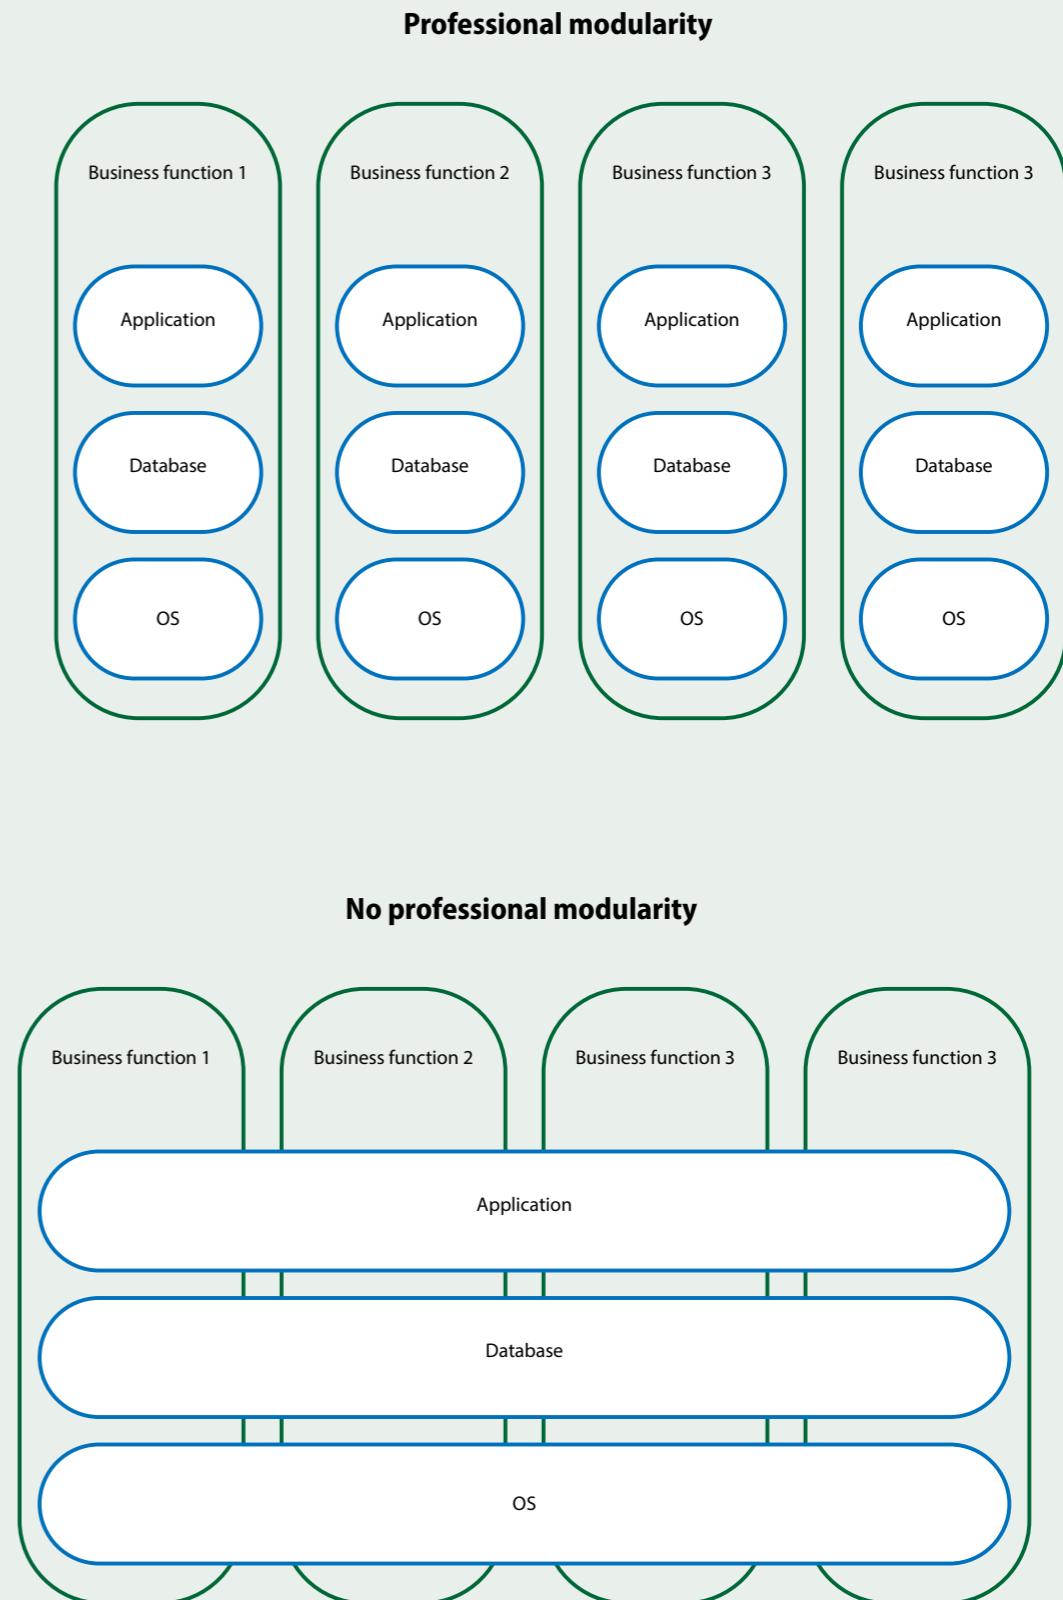 Professional modularity
Business function 1
Business function 2
Business function 3
Business function 3
Application
Application
Application
Application
Database
Database
Database
Database
OS
OS
OS
OS
No professional modularity
Business function 1
Business function 2
Business function 3
Business function 3
Application
Database
OS